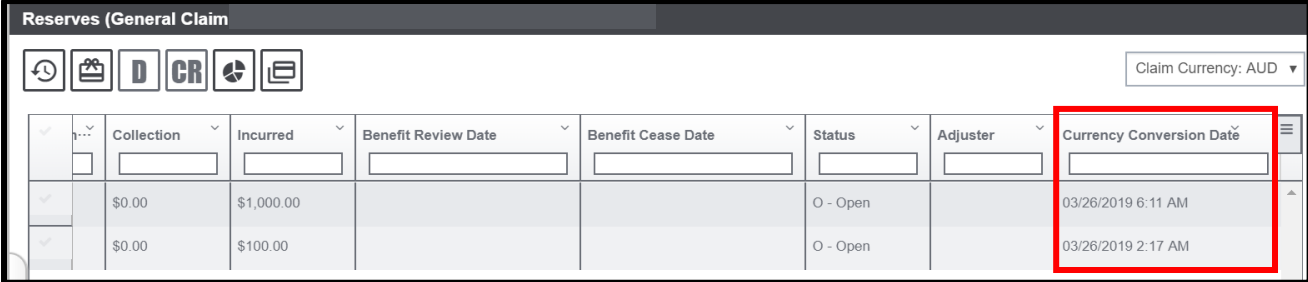 Reserves (General Claim
D CR
Claim Currency: AUD
Collection Incurred Benefit Review Date Benefit Cease Date Status Adjuster Currency Conversion Date
$0.00 $1,000.00 O - Open 03/26/2019 6:11 AM
$0.00 $100.00 O - Open 03/26/2019 2:17 AM